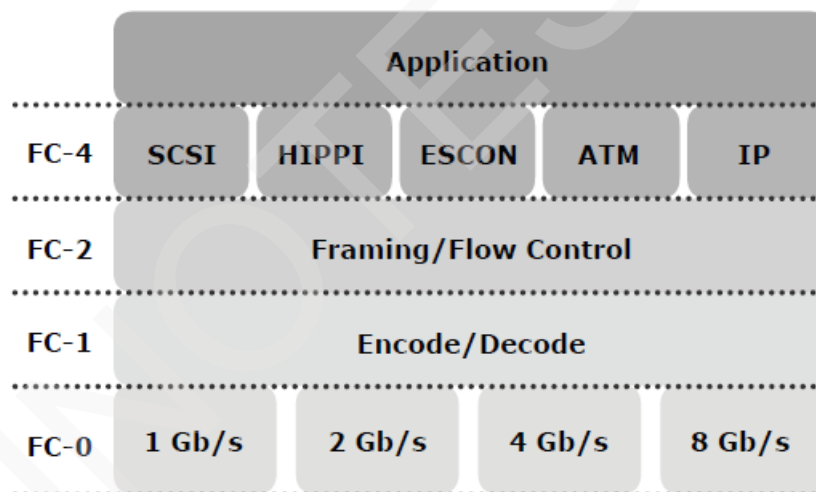 Application
FC-4 SCSI HIPPI ESCON ATM IP
FC-2 Framing/Flow Control
FC-1 Encode/Decode
FC-0 1 Gb/s 2 Gb/s 4 Gb/s 8 Gb/s